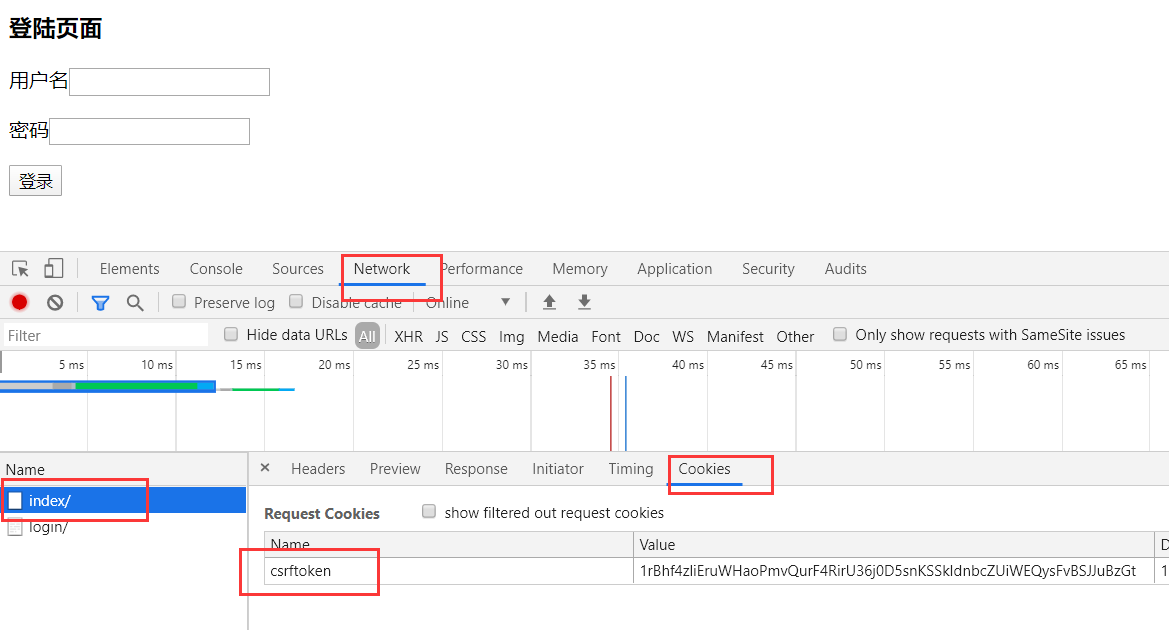 登陆页面
用户名
密码
登录
Elements Console Sources Network Performance Memory Application Security Audits
Preserve log Disable cache Online
Filter Hide data URLs All XHR JS CSS Img Media Font Doc WS Manifest Other Only show requests with SameSite issues
5 ms 10 ms 15 ms 20 ms 25 ms 30 ms 35 ms 40 ms 45 ms 50 ms 55 ms 60 ms 65 ms
Name × Headers Preview Response Initiator Timing Cookies
index/
login/
Request Cookies show filtered out request cookies
Name Value D
csrftoken 1rBhf4zIiEruWHaoPmvQurF4RirU36j0D5snKSSkldnbcZUiWEQysFvBSJJuBzGt 1